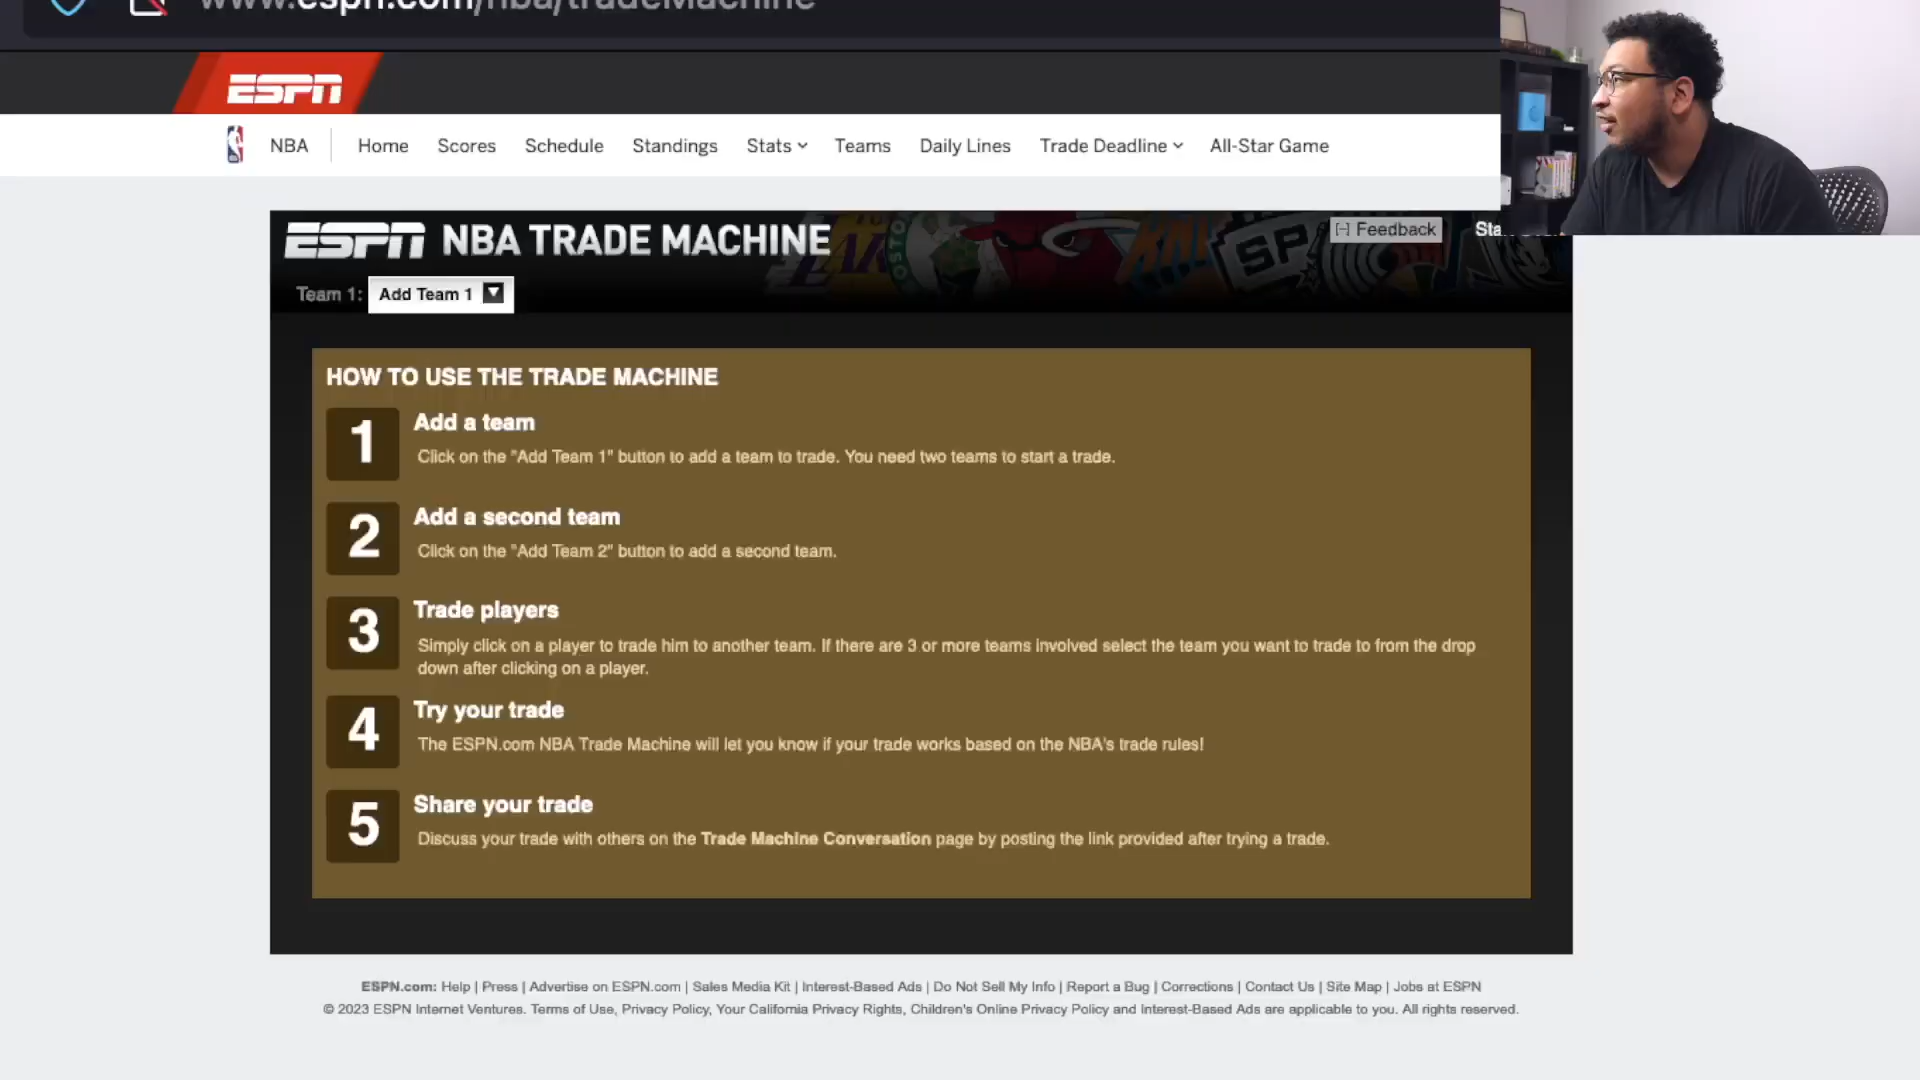 www.espn.com/nba/tradeMachine
ESPN
NBA Home Scores Schedule Standings Stats Teams Daily Lines Trade Deadline All-Star Game
ESPN NBA TRADE MACHINE
[-] Feedback
Team 1: Add Team 1
HOW TO USE THE TRADE MACHINE
1 Add a team
Click on the "Add Team 1" button to add a team to trade. You need two teams to start a trade.
2 Add a second team
Click on the "Add Team 2" button to add a second team.
3 Trade players
Simply click on a player to trade him to another team. If there are 3 or more teams involved select the team you want to trade to from the drop
down after clicking on a player.
4 Try your trade
The ESPN.com NBA Trade Machine will let you know if your trade works based on the NBA's trade rules!
5 Share your trade
Discuss your trade with others on the Trade Machine Conversation page by posting the link provided after trying a trade.
ESPN.com: Help | Press | Advertise on ESPN.com | Sales Media Kit | Interest-Based Ads | Do Not Sell My Info | Report a Bug | Corrections | Contact Us | Site Map | Jobs at ESPN
© 2023 ESPN Internet Ventures. Terms of Use, Privacy Policy, Your California Privacy Rights, Children's Online Privacy Policy and Interest-Based Ads are applicable to you. All rights reserved.